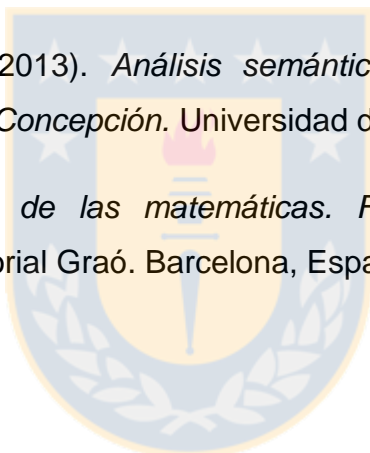 2013). Análisis semántic
Concepción. Universidad d
de las matemáticas.
rial Graó. Barcelona, Espa